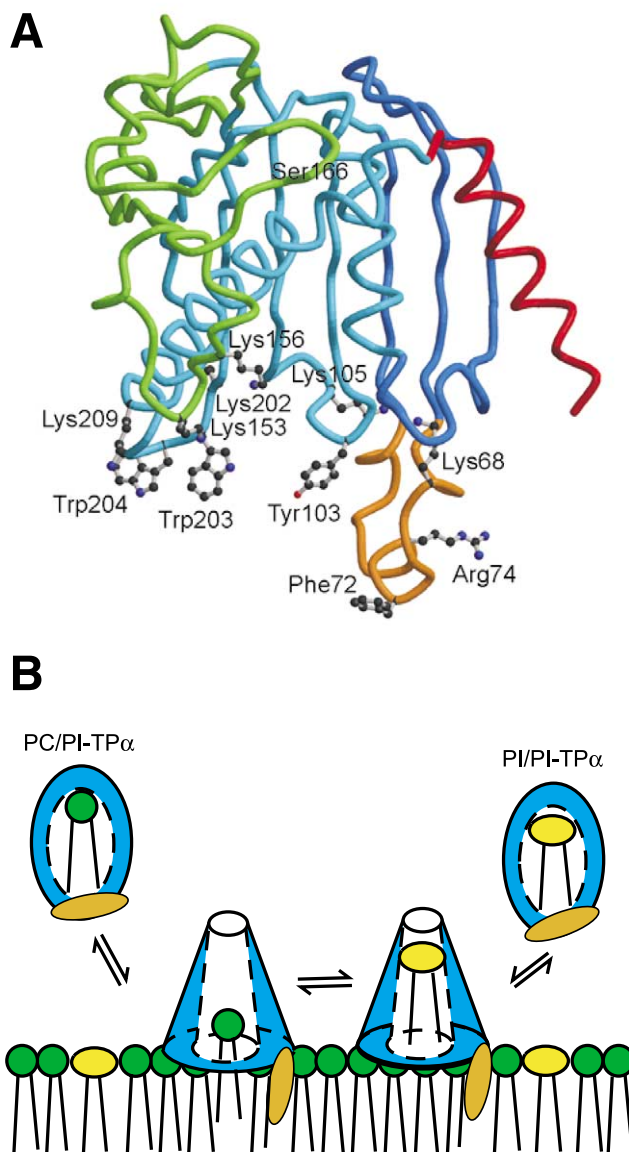 A
Ser166
Lys156
Lys105
Lys202
Lys209
Lys153
Lys68
Trp204
Trp203
Tyr103
Arg74
Phe72
B
PC/PI-TPα
PI/PI-TPα